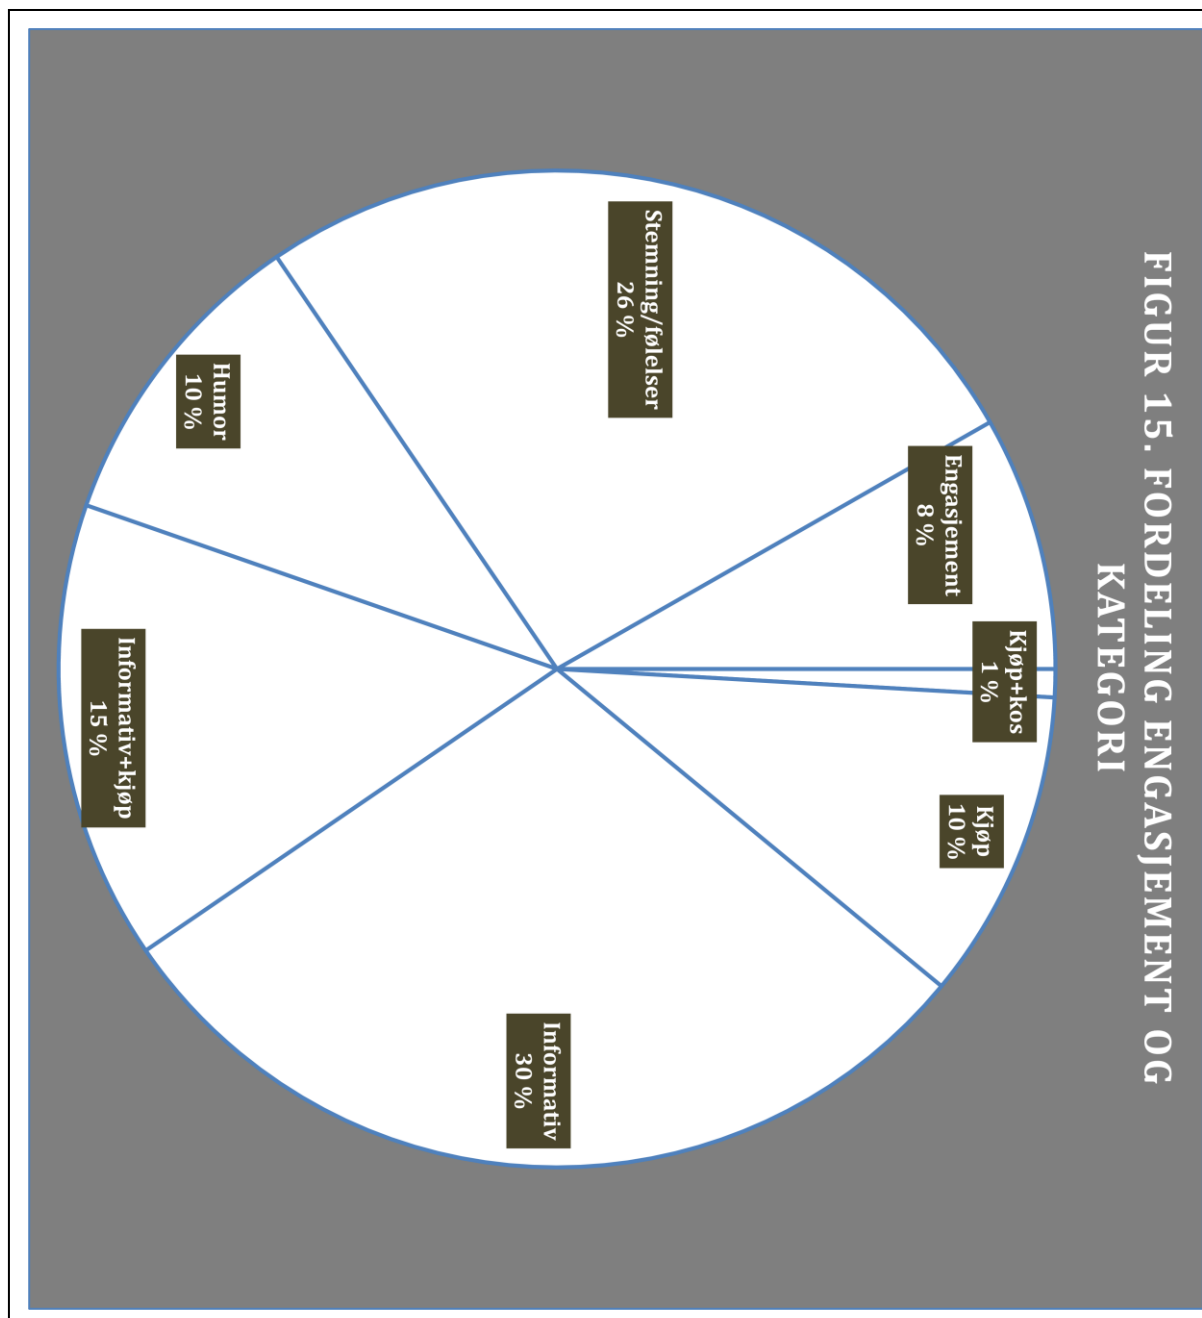 FIGUR 15. FORDELING ENGASJEMENT OG
KATEGORI
Kjøp+kos
1 %
Kjøp
10 %
Informativ
30 %
Informativ+kjøp
15 %
Humor
10 %
Stemning/følelser
26 %
Engasjement
8 %